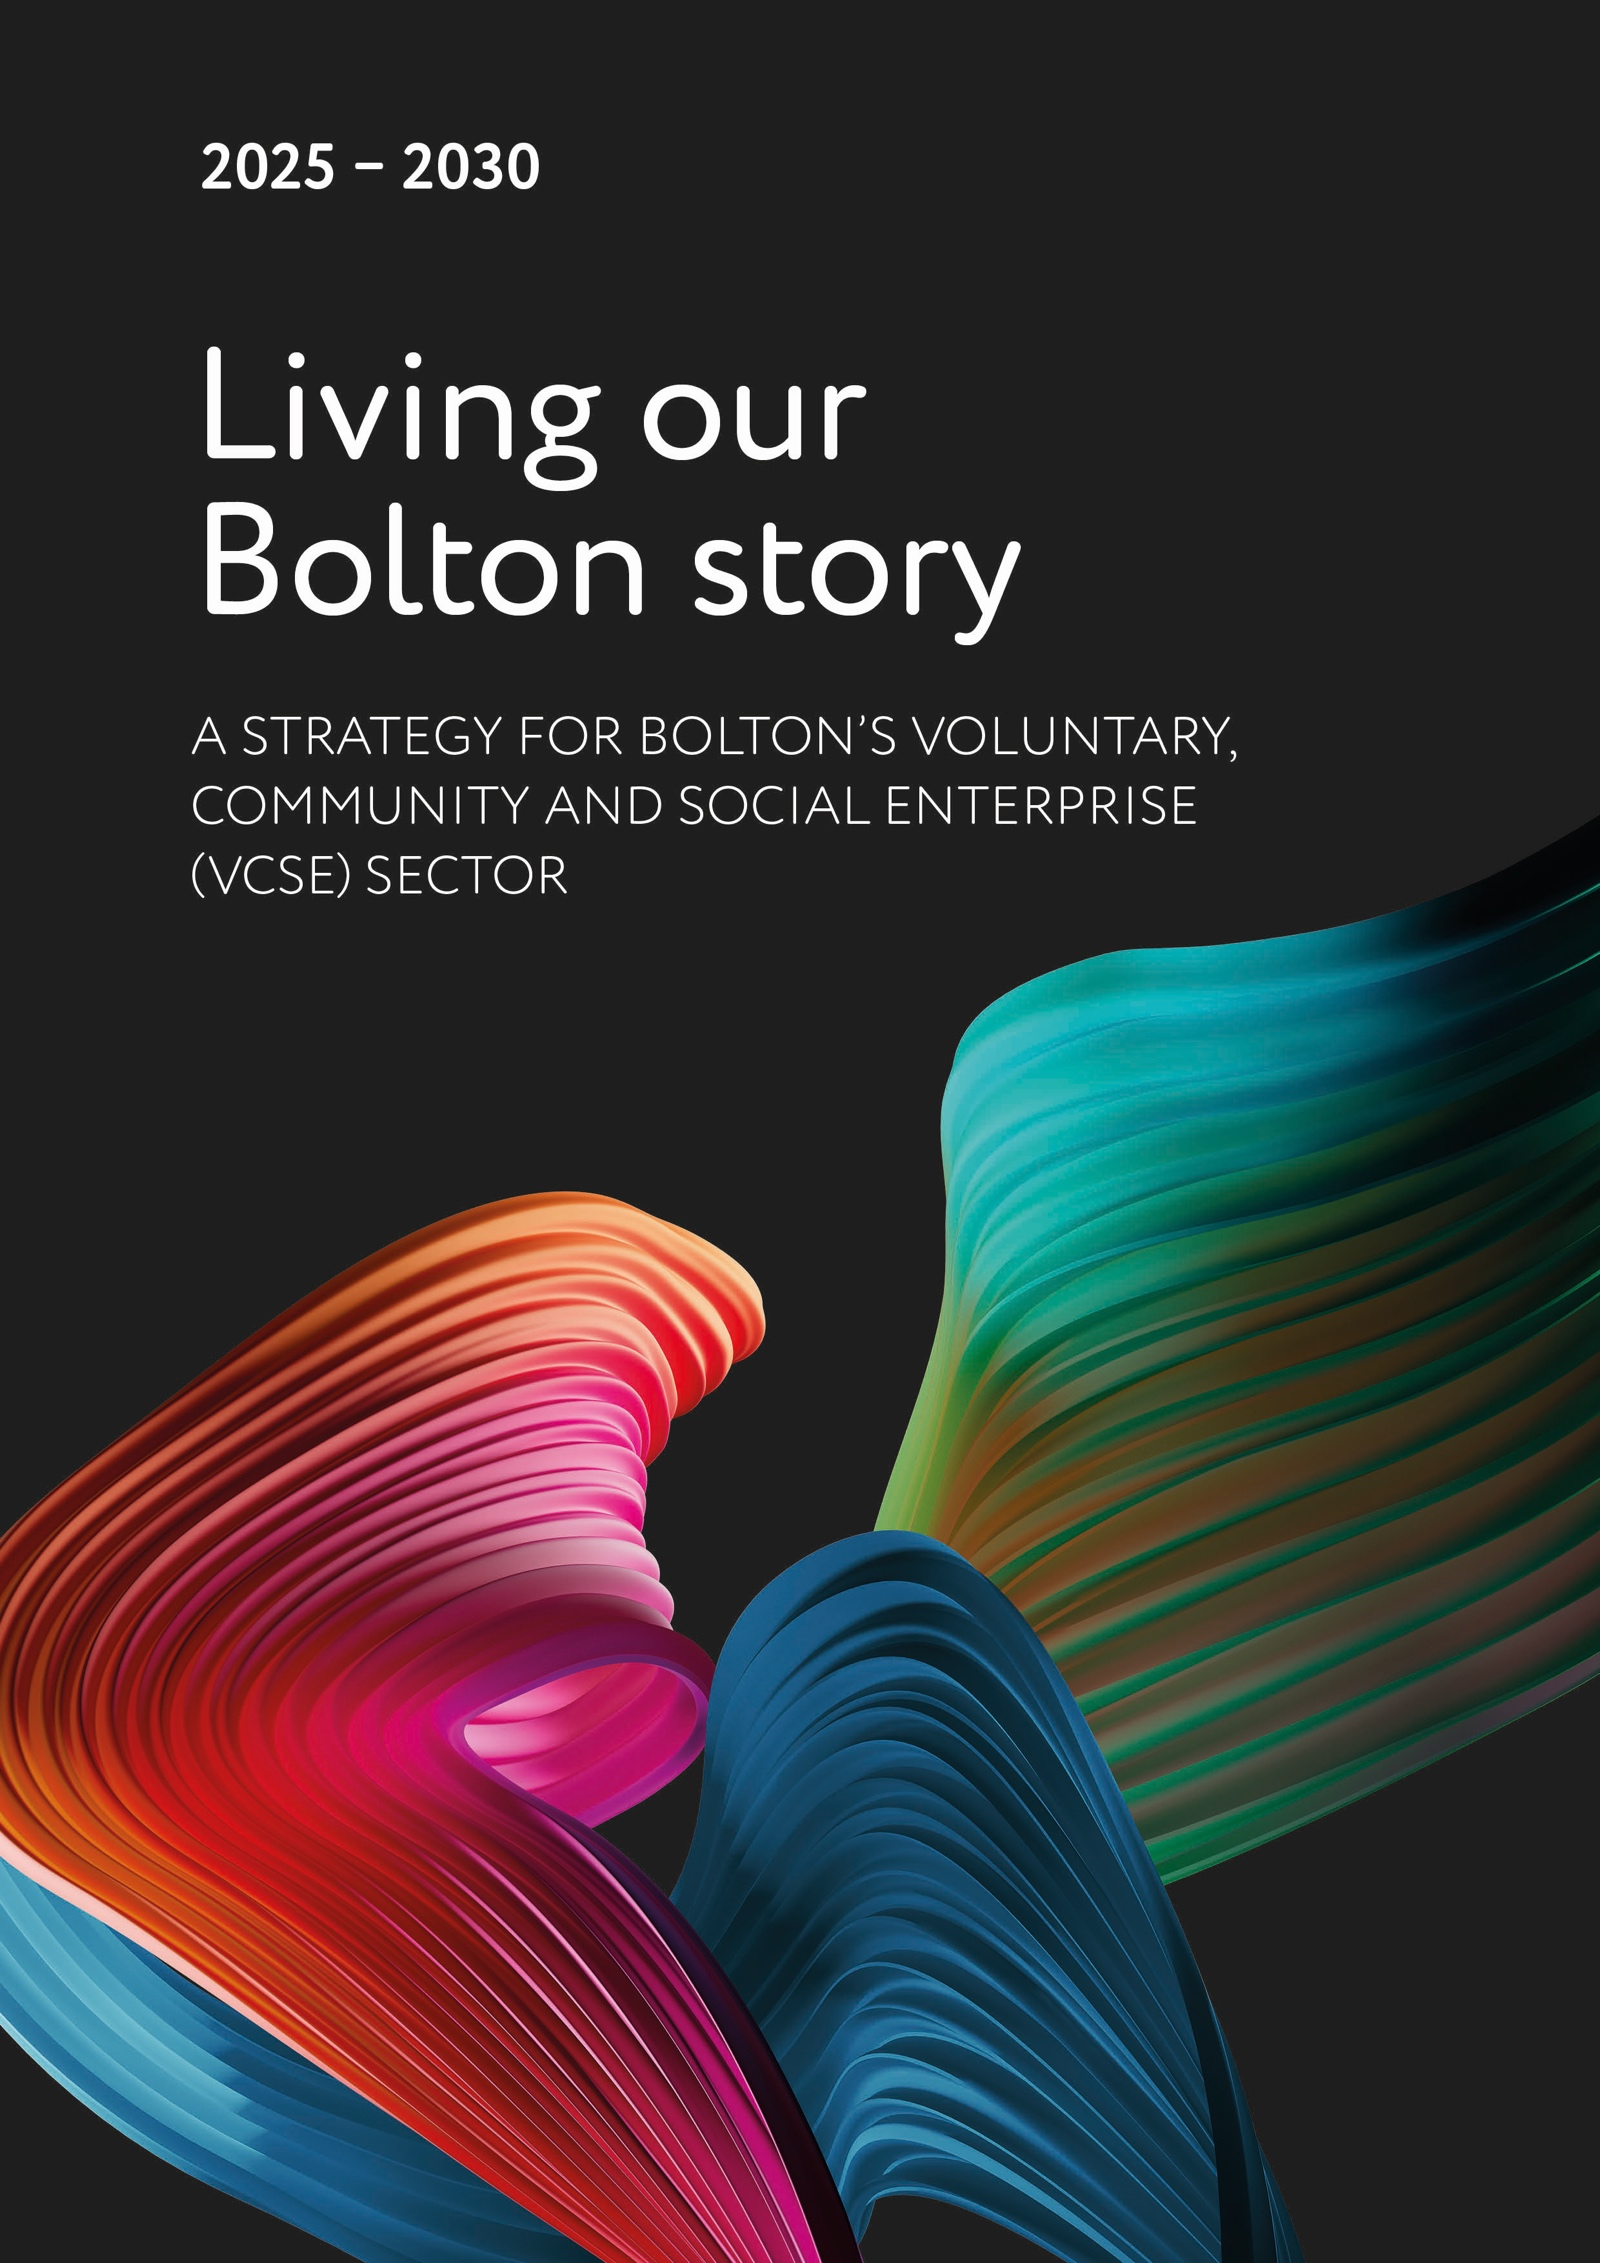 2025 – 2030
Living our
Bolton story
A STRATEGY FOR BOLTON’S VOLUNTARY,
COMMUNITY AND SOCIAL ENTERPRISE
(VCSE) SECTOR